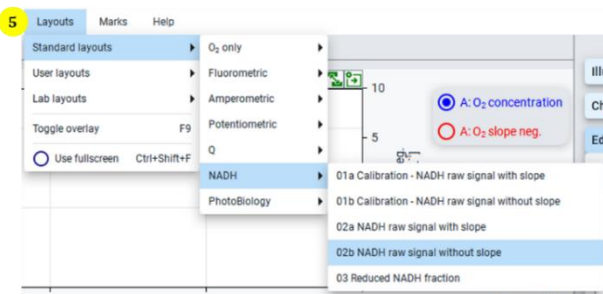 5 Layouts Marks Help
Standard layouts
User layouts
Lab layouts
Toggle overlay F9
Use fullscreen Ctrl+Shift+F
O₂ only
Fluorometric
Amperometric
Potentiometric
Q
NADH
PhotoBiology
01a Calibration - NADH raw signal with slope
01b Calibration - NADH raw signal without slope
02a NADH raw signal with slope
02b NADH raw signal without slope
03 Reduced NADH fraction
10
5
A: O₂ concentration
A: O₂ slope neg.